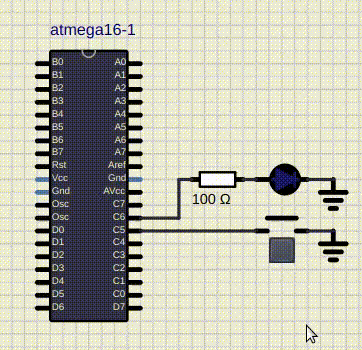 atmega16-1
B0 A0
B1 A1
B2 A2
B3 A3
B4 A4
B5 A5
B6 A6
B7 A7
Rst Aref
Vcc Gnd
Gnd AVcc
Osc C7
Osc C6
D0 C5
D1 C4
D2 C3
D3 C2
D4 C1
D5 C0
D6 D7
100 Ω